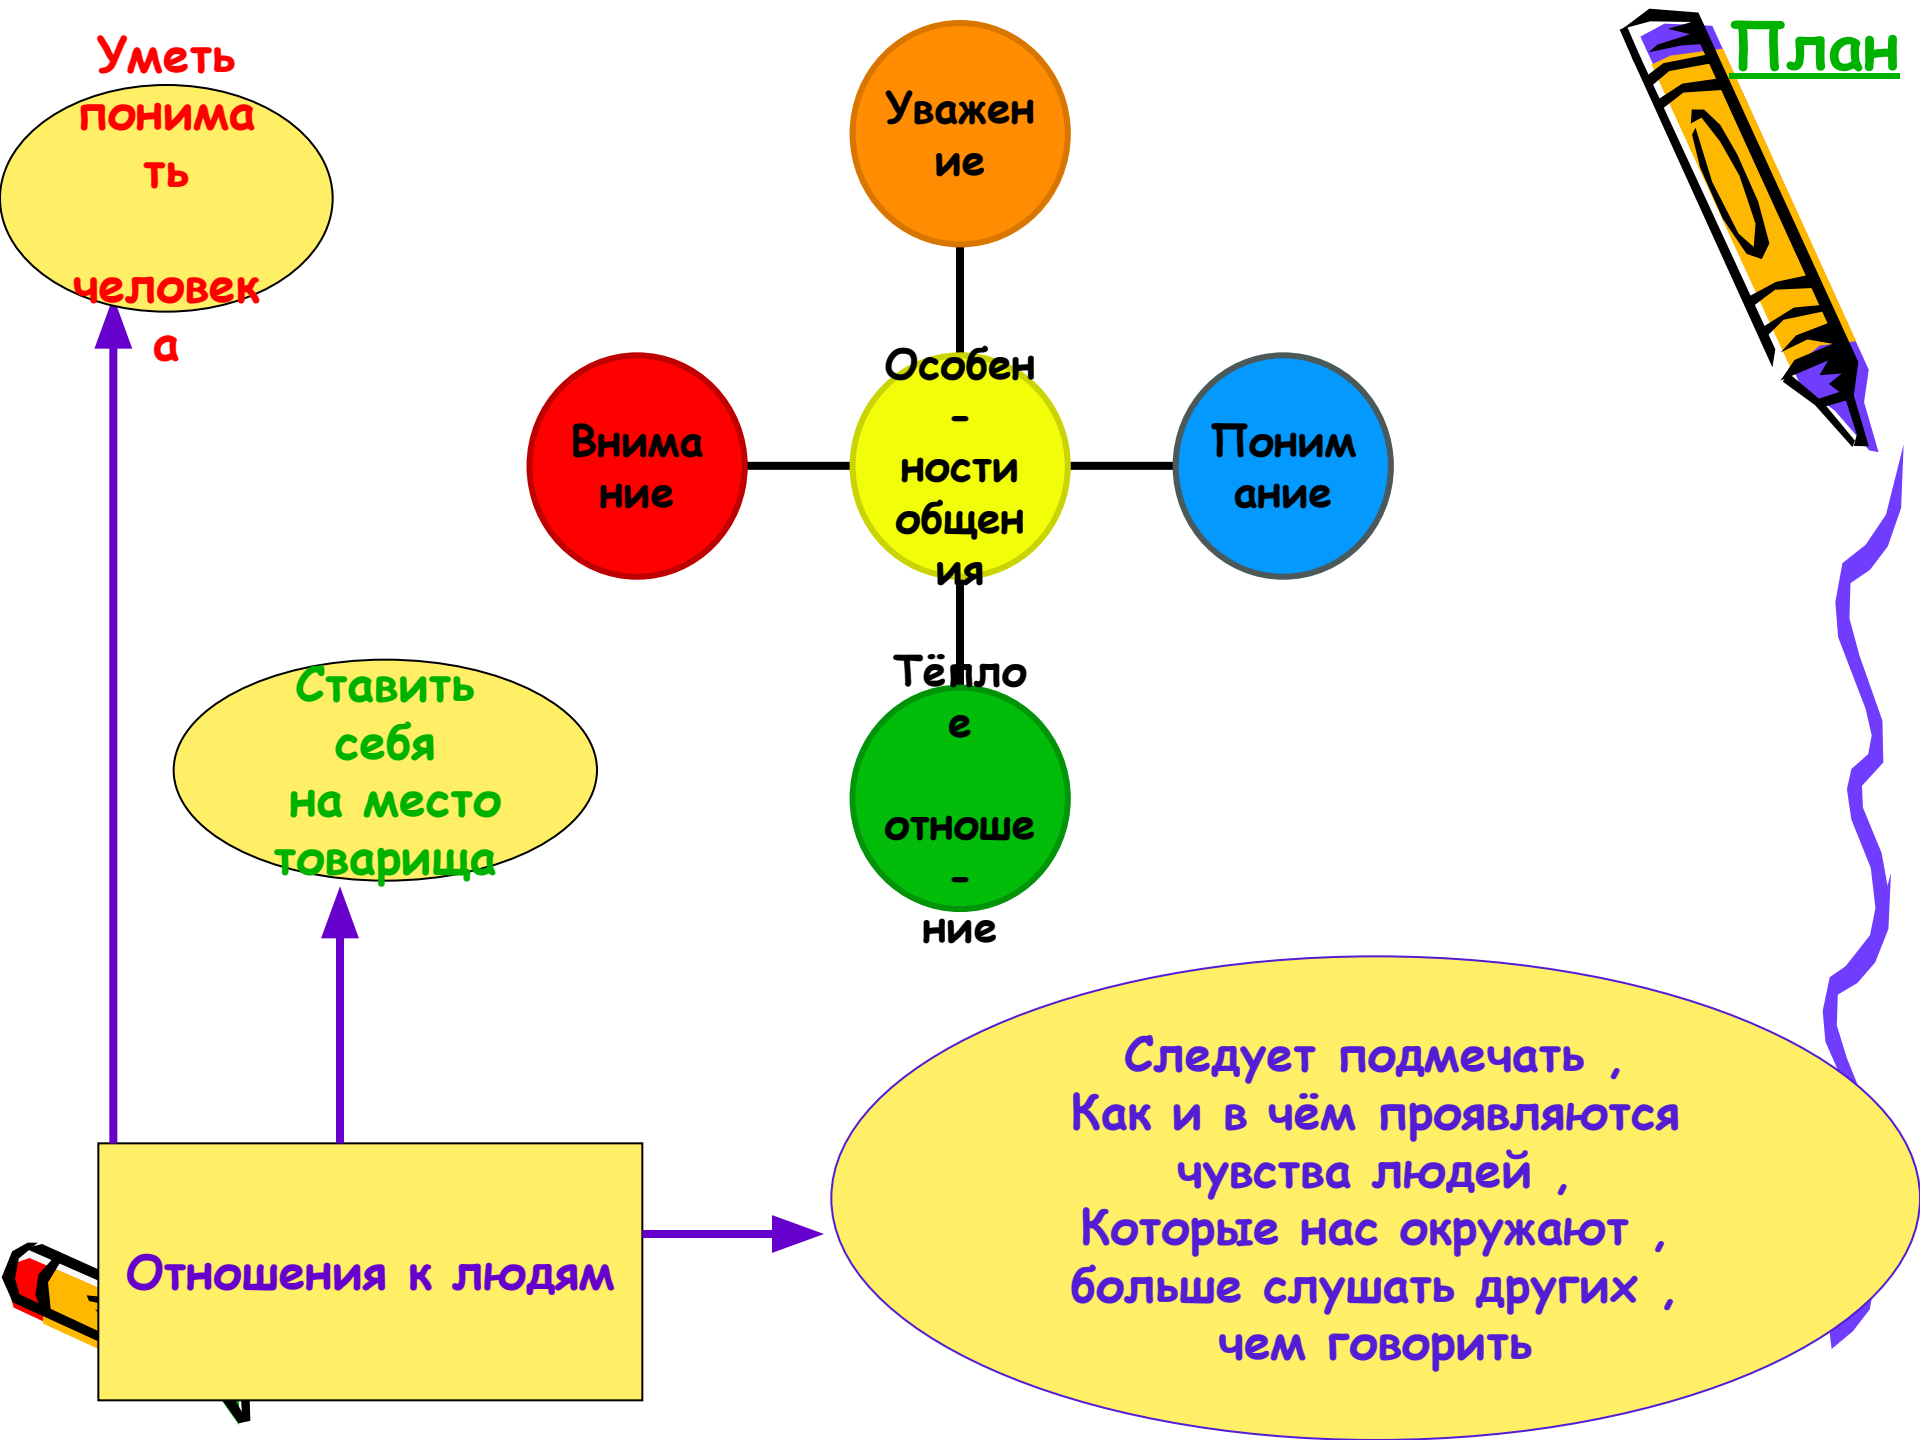 План
Уметь
понима
ть
человек
а
Уважен
ие
Внима
ние
Особен
-
ности
общен
ия
Поним
ание
Тёпло
е
отноше
-
ние
Ставить
себя
на место
товарища
Отношения к людям
Следует подмечать ,
Как и в чём проявляются
чувства людей ,
Которые нас окружают ,
больше слушать других ,
чем говорить